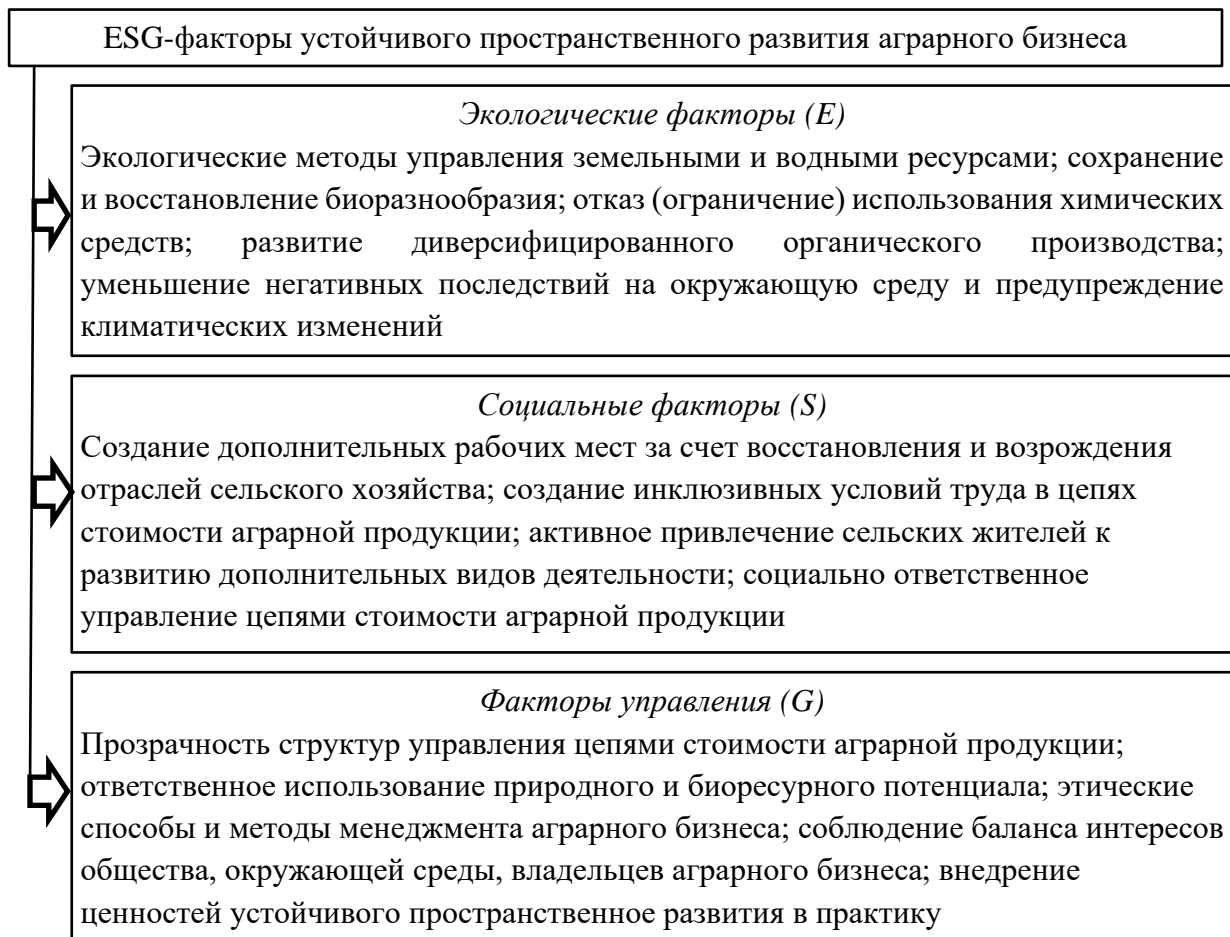 ESG-факторы устойчивого пространственного развития аграрного бизнеса
Экологические факторы (E)
Экологические методы управления земельными и водными ресурсами; сохранение
и восстановление биоразнообразия; отказ (ограничение) использования химических
средств; развитие диверсифицированного органического производства;
уменьшение негативных последствий на окружающую среду и предупреждение
климатических изменений
Социальные факторы (S)
Создание дополнительных рабочих мест за счет восстановления и возрождения
отраслей сельского хозяйства; создание инклюзивных условий труда в цепях
стоимости аграрной продукции; активное привлечение сельских жителей к
развитию дополнительных видов деятельности; социально ответственное
управление цепями стоимости аграрной продукции
Факторы управления (G)
Прозрачность структур управления цепями стоимости аграрной продукции;
ответственное использование природного и биоресурсного потенциала; этические
способы и методы менеджмента аграрного бизнеса; соблюдение баланса интересов
общества, окружающей среды, владельцев аграрного бизнеса; внедрение
ценностей устойчивого пространственное развития в практику